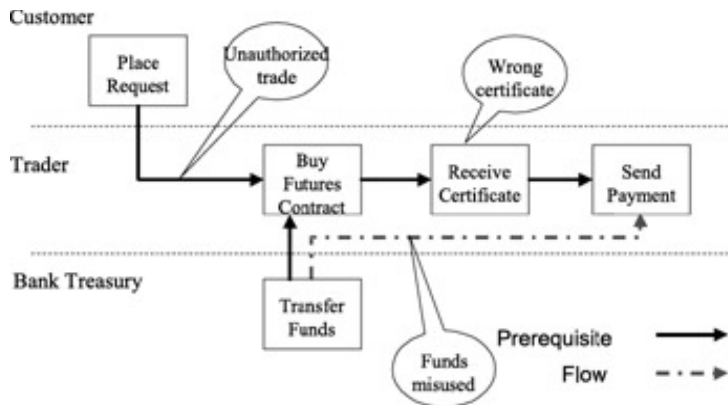 Customer
Place
Request
Unauthorized
trade
Wrong
certificate
Trader
Buy
Futures
Contract
Receive
Certificate
Send
Payment
Bank Treasury
Transfer
Funds
Funds
misused
Prerequisite
Flow